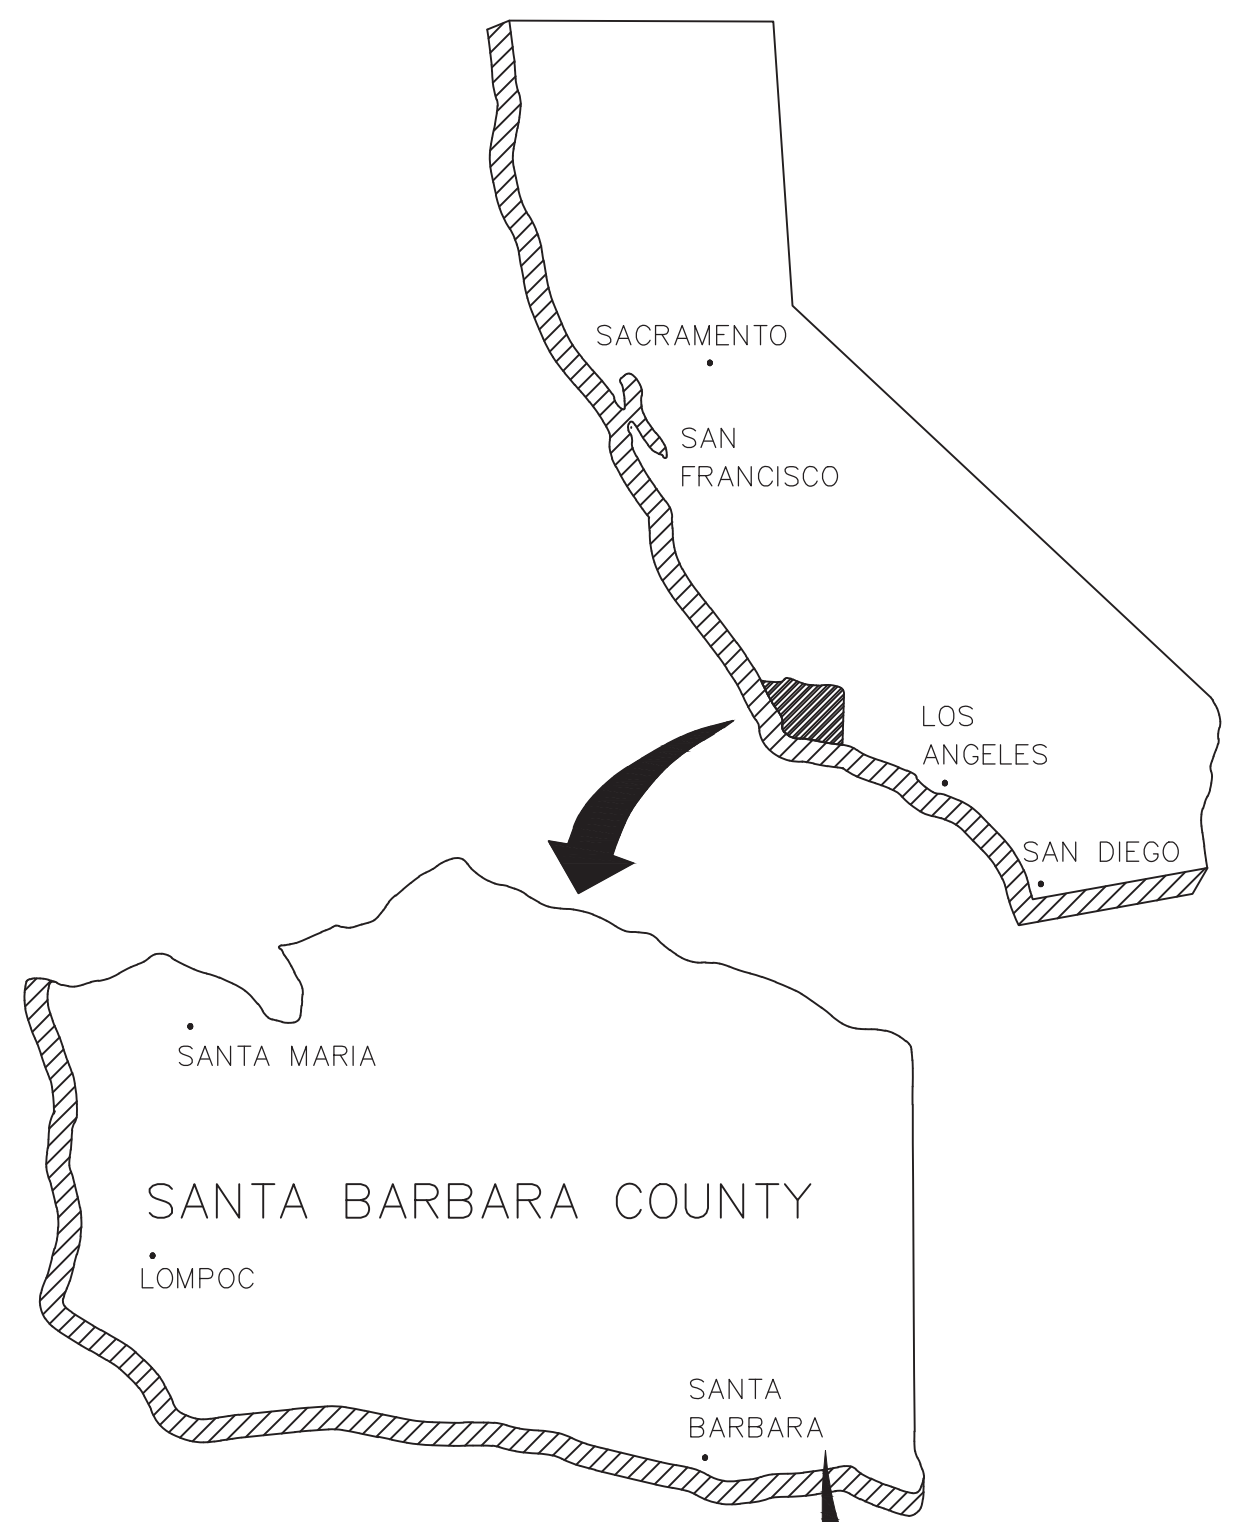 SACRAMENTO
SAN
FRANCISCO
LOS
ANGELES
SAN DIEGO
SANTA MARIA
SANTA BARBARA COUNTY
LOMPOC
SANTA
BARBARA